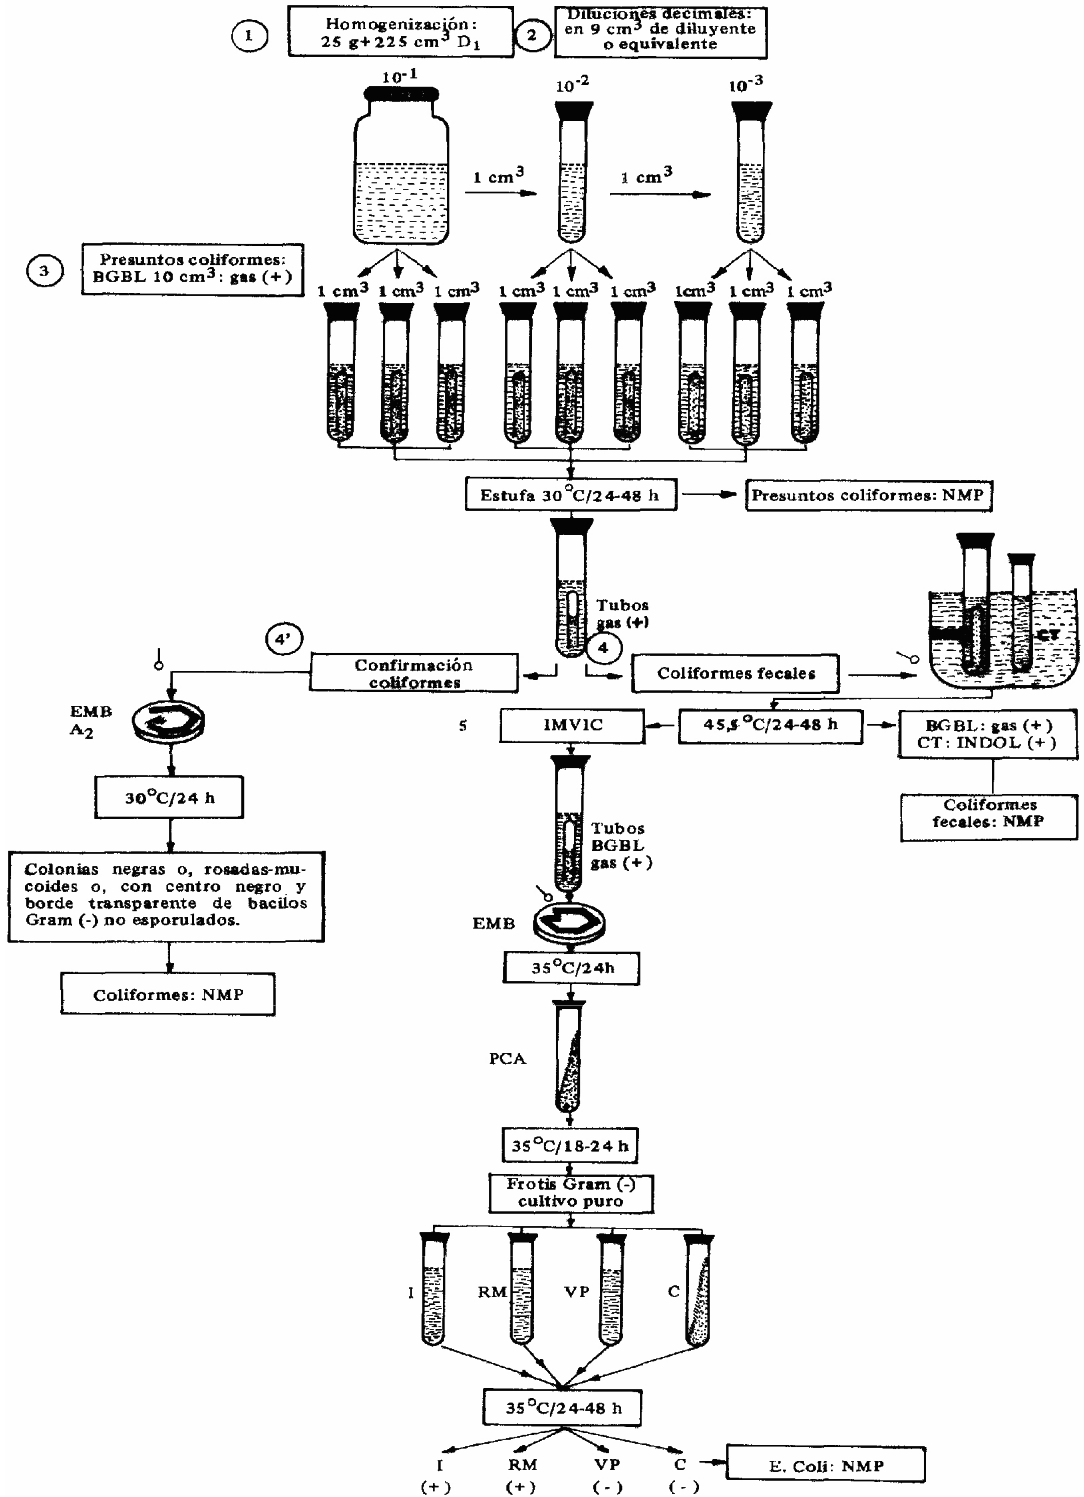 1
Homogenización:
25 g+225 cm³ D₁
2
Diluciones decimales:
en 9 cm³ de diluyente
o equivalente
10⁻¹
10⁻²
10⁻³
1 cm³
1 cm³
3
Presuntos coliformes:
BGBL 10 cm³: gas (+)
1 cm³ 1 cm³ 1 cm³ 1 cm³ 1 cm³ 1 cm³ 1cm³ 1 cm³ 1 cm³
Estufa 30°C/24-48 h
Presuntos coliformes: NMP
Tubos
gas (+)
4'
4
Confirmación
coliformes
Coliformes fecales
CT
EMB
A₂
5
IMVIC
45,5°C/24-48 h
BGBL: gas (+)
CT: INDOL (+)
30°C/24 h
Coliformes
fecales: NMP
Tubos
BGBL
gas (+)
Colonias negras o, rosadas-mu-
coides o, con centro negro y
borde transparente de bacilos
Gram (-) no esporulados.
EMB
35°C/24h
Coliformes: NMP
PCA
35°C/18-24 h
Frotis Gram (-)
cultivo puro
I
RM
VP
C
35°C/24-48 h
I
RM
VP
C
E. Coli: NMP
(+)
(+)
(-)
(-)